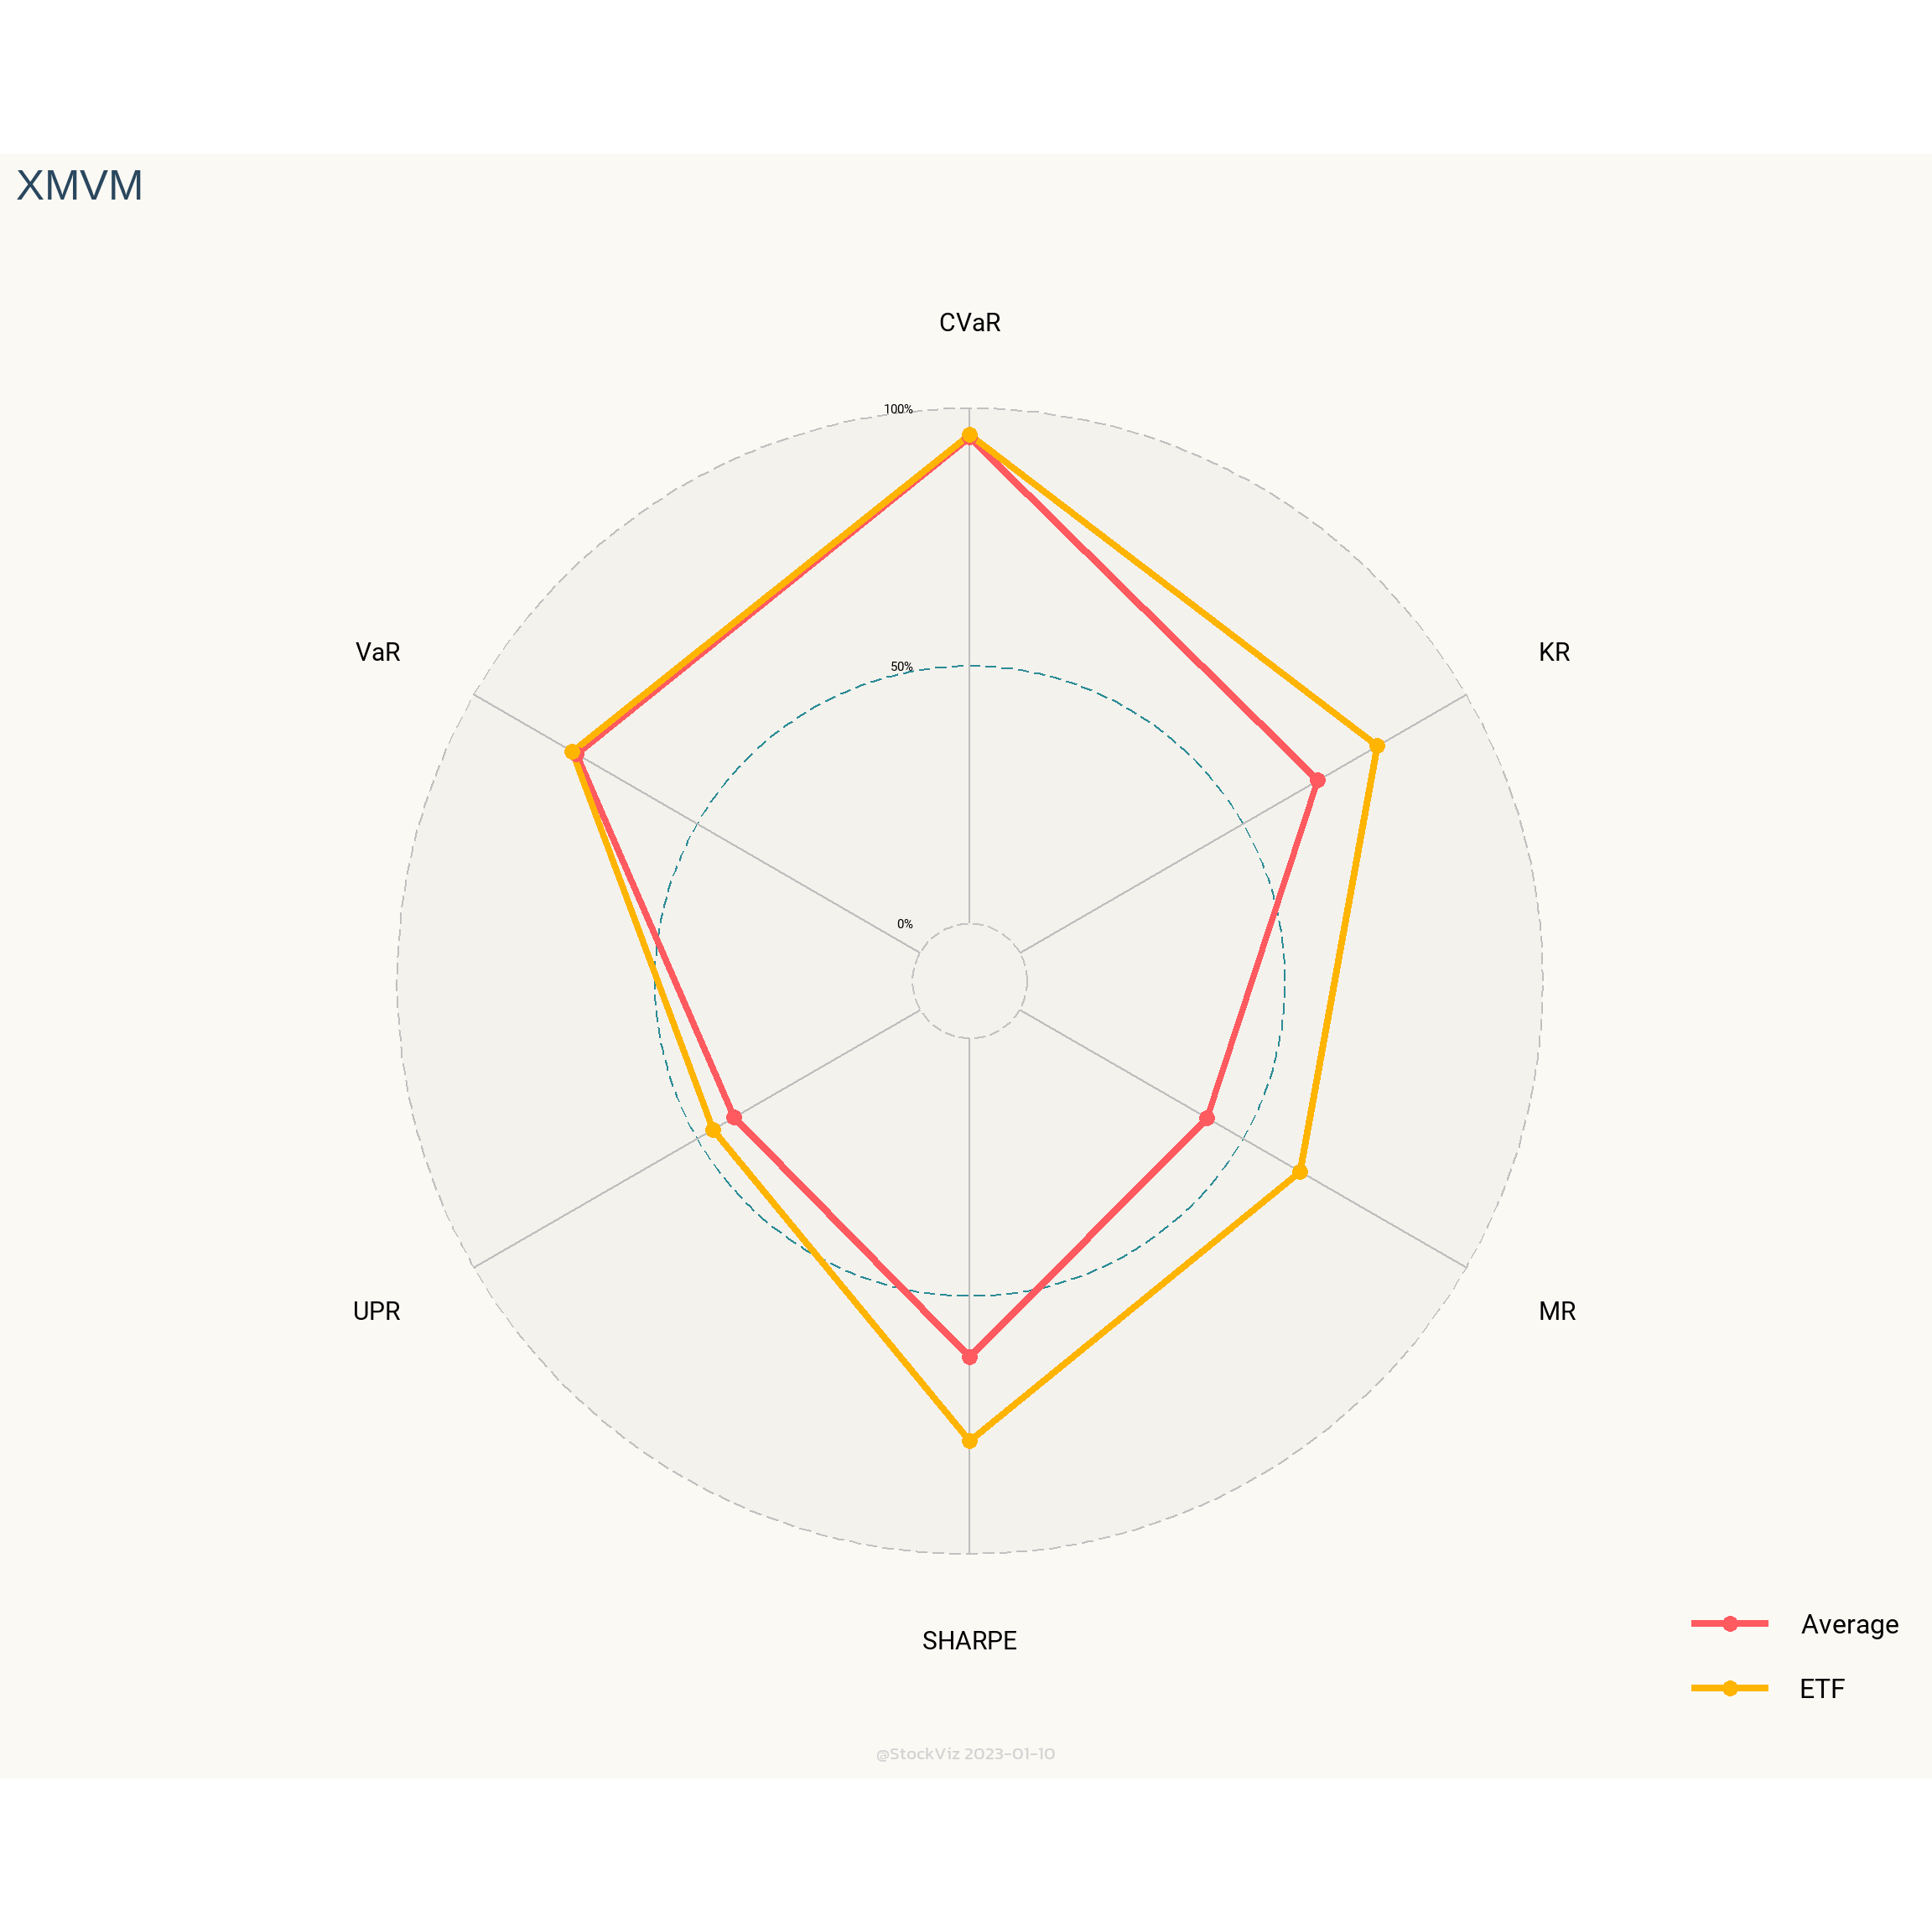 XMVM
CVaR
100%
KR
VaR
50%
0%
UPR
MR
SHARPE
Average
ETF
@StockViz 2023-01-10